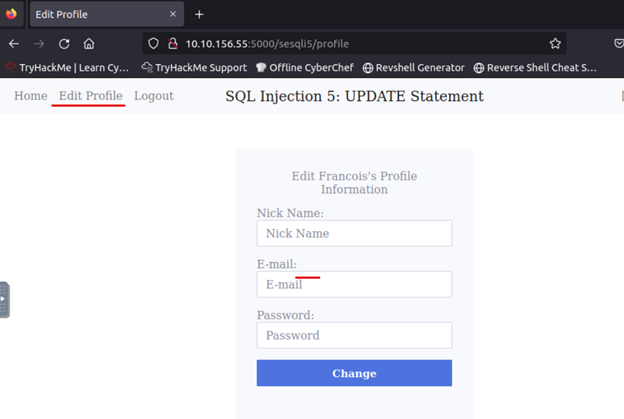 Edit Profile
10.10.156.55:5000/sesqli5/profile
TryHackMe | Learn Cy… TryHackMe Support Offline CyberChef Revshell Generator Reverse Shell Cheat S…
Home Edit Profile Logout SQL Injection 5: UPDATE Statement
Edit Francois's Profile
Information
Nick Name:
Nick Name
E-mail:
E-mail
Password:
Password
Change